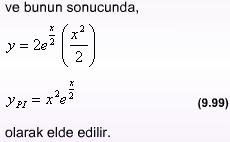 ve bunun sonucunda,
y = 2e^{x/2} (x^2/2)
y_{PI} = x^2 e^{x/2} (9.99)
olarak elde edilir.